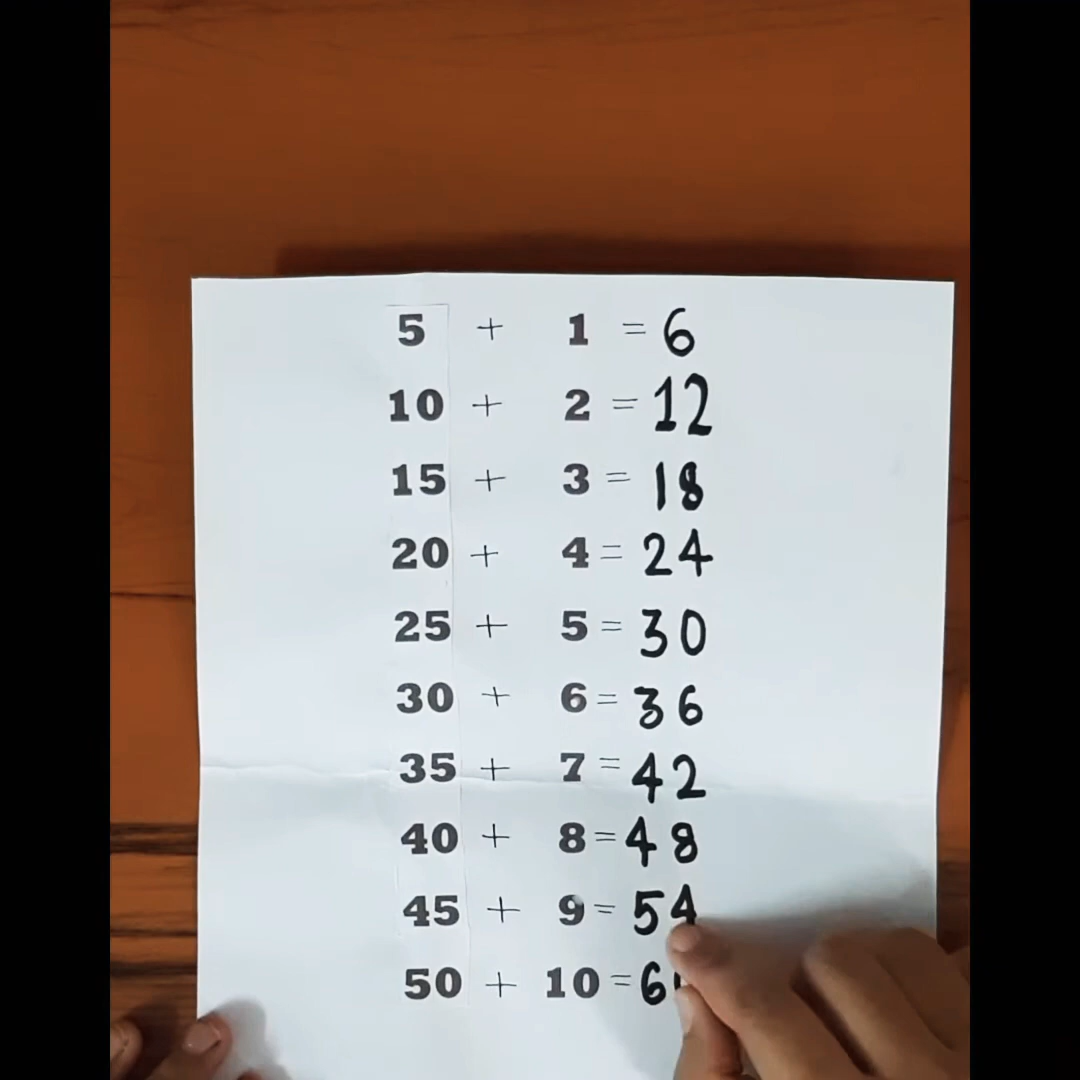 5 + 1 = 6
10 + 2 = 12
15 + 3 = 18
20 + 4 = 24
25 + 5 = 30
30 + 6 = 36
35 + 7 = 42
40 + 8 = 48
45 + 9 = 54
50 + 10 = 6